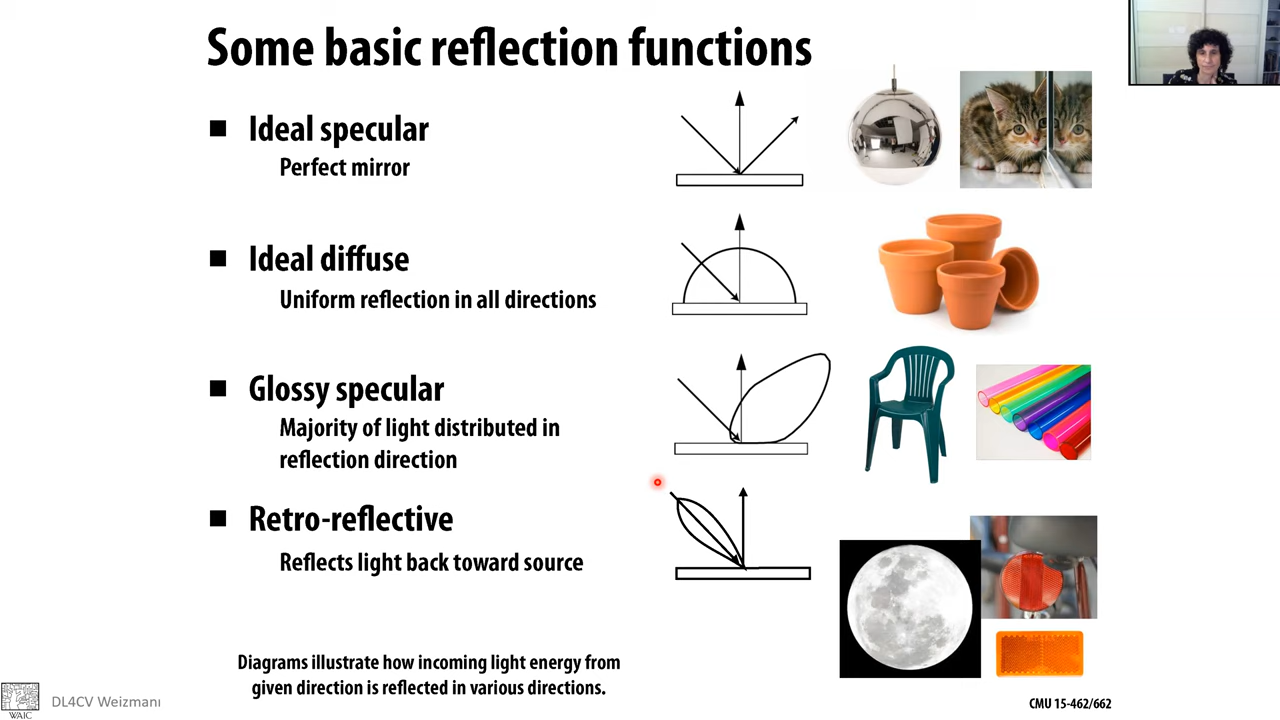 Some basic reflection functions
■ Ideal specular
Perfect mirror
■ Ideal diffuse
Uniform reflection in all directions
■ Glossy specular
Majority of light distributed in
reflection direction
■ Retro-reflective
Reflects light back toward source
Diagrams illustrate how incoming light energy from
given direction is reflected in various directions.
WAIC
DL4CV Weizmanı
CMU 15-462/662